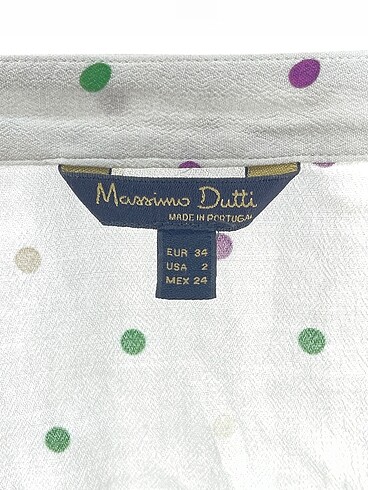 Massimo Dutti
MADE IN PORTUGAL
EUR 34
USA 2
MEX 24